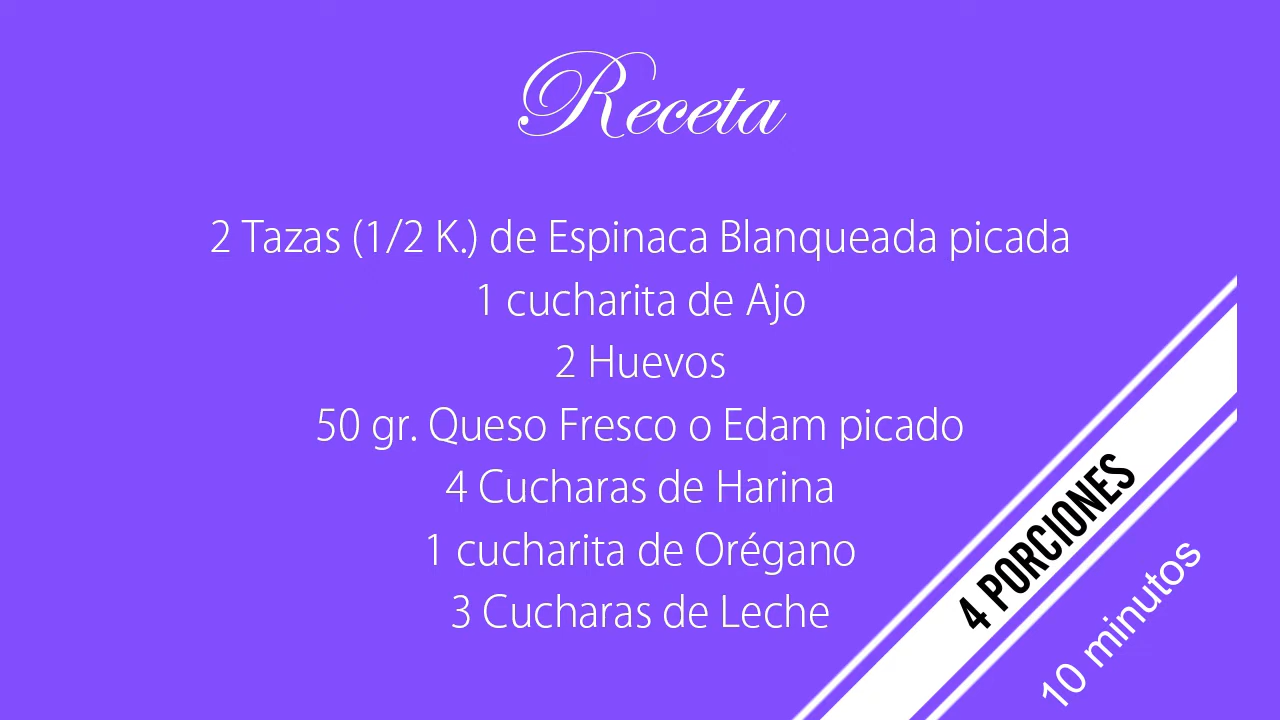 Receta
2 Tazas (1/2 K.) de Espinaca Blanqueada picada
1 cucharita de Ajo
2 Huevos
50 gr. Queso Fresco o Edam picado
4 Cucharas de Harina
1 cucharita de Orégano
3 Cucharas de Leche
4 PORCIONES
10 minutos